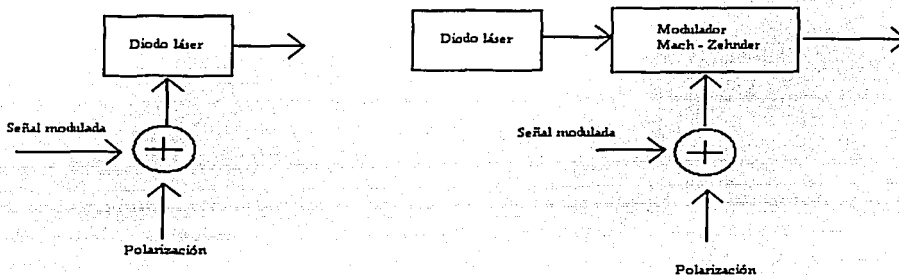 Diodo láser
Señal modulada
Polarización
Diodo láser
Modulador
Mach - Zehnder
Señal modulada
Polarización